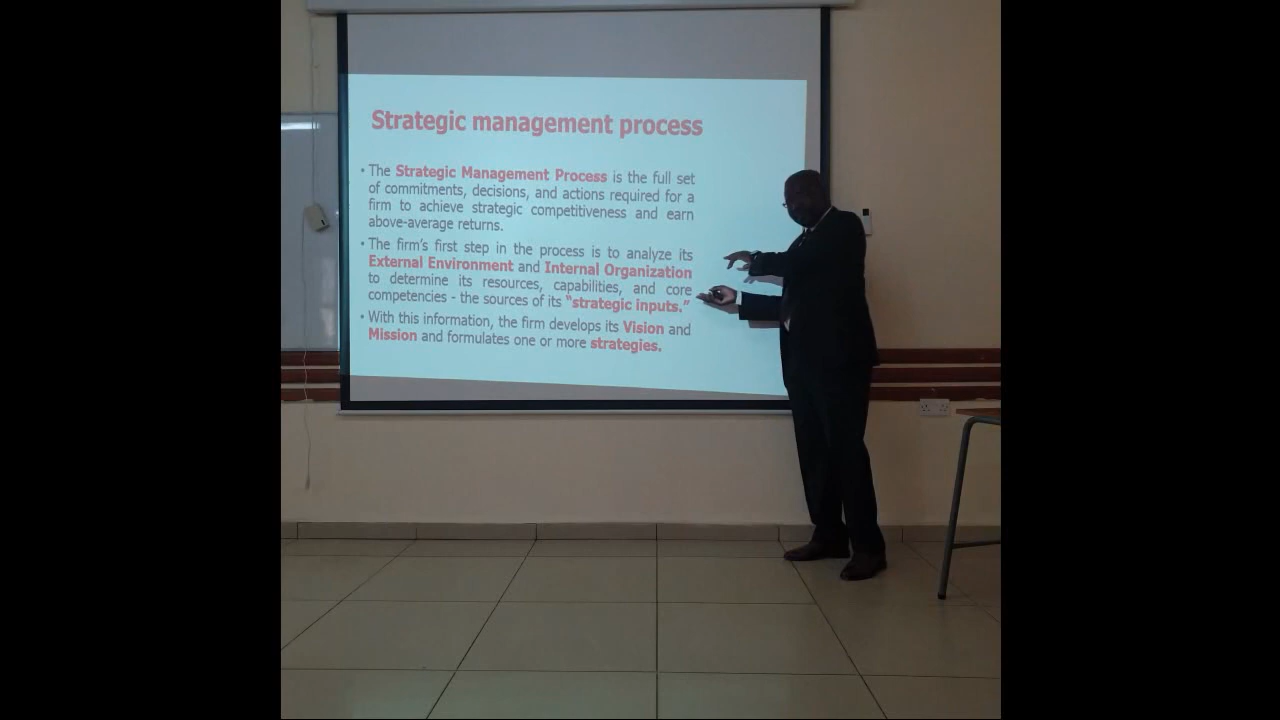 Strategic management process
• The Strategic Management Process is the full set
of commitments, decisions, and actions required for a
firm to achieve strategic competitiveness and earn
above-average returns.
• The firm's first step in the process is to analyze its
External Environment and Internal Organization
to determine its resources, capabilities, and core
competencies - the sources of its “strategic inputs.”
• With this information, the firm develops its Vision and
Mission and formulates one or more strategies.